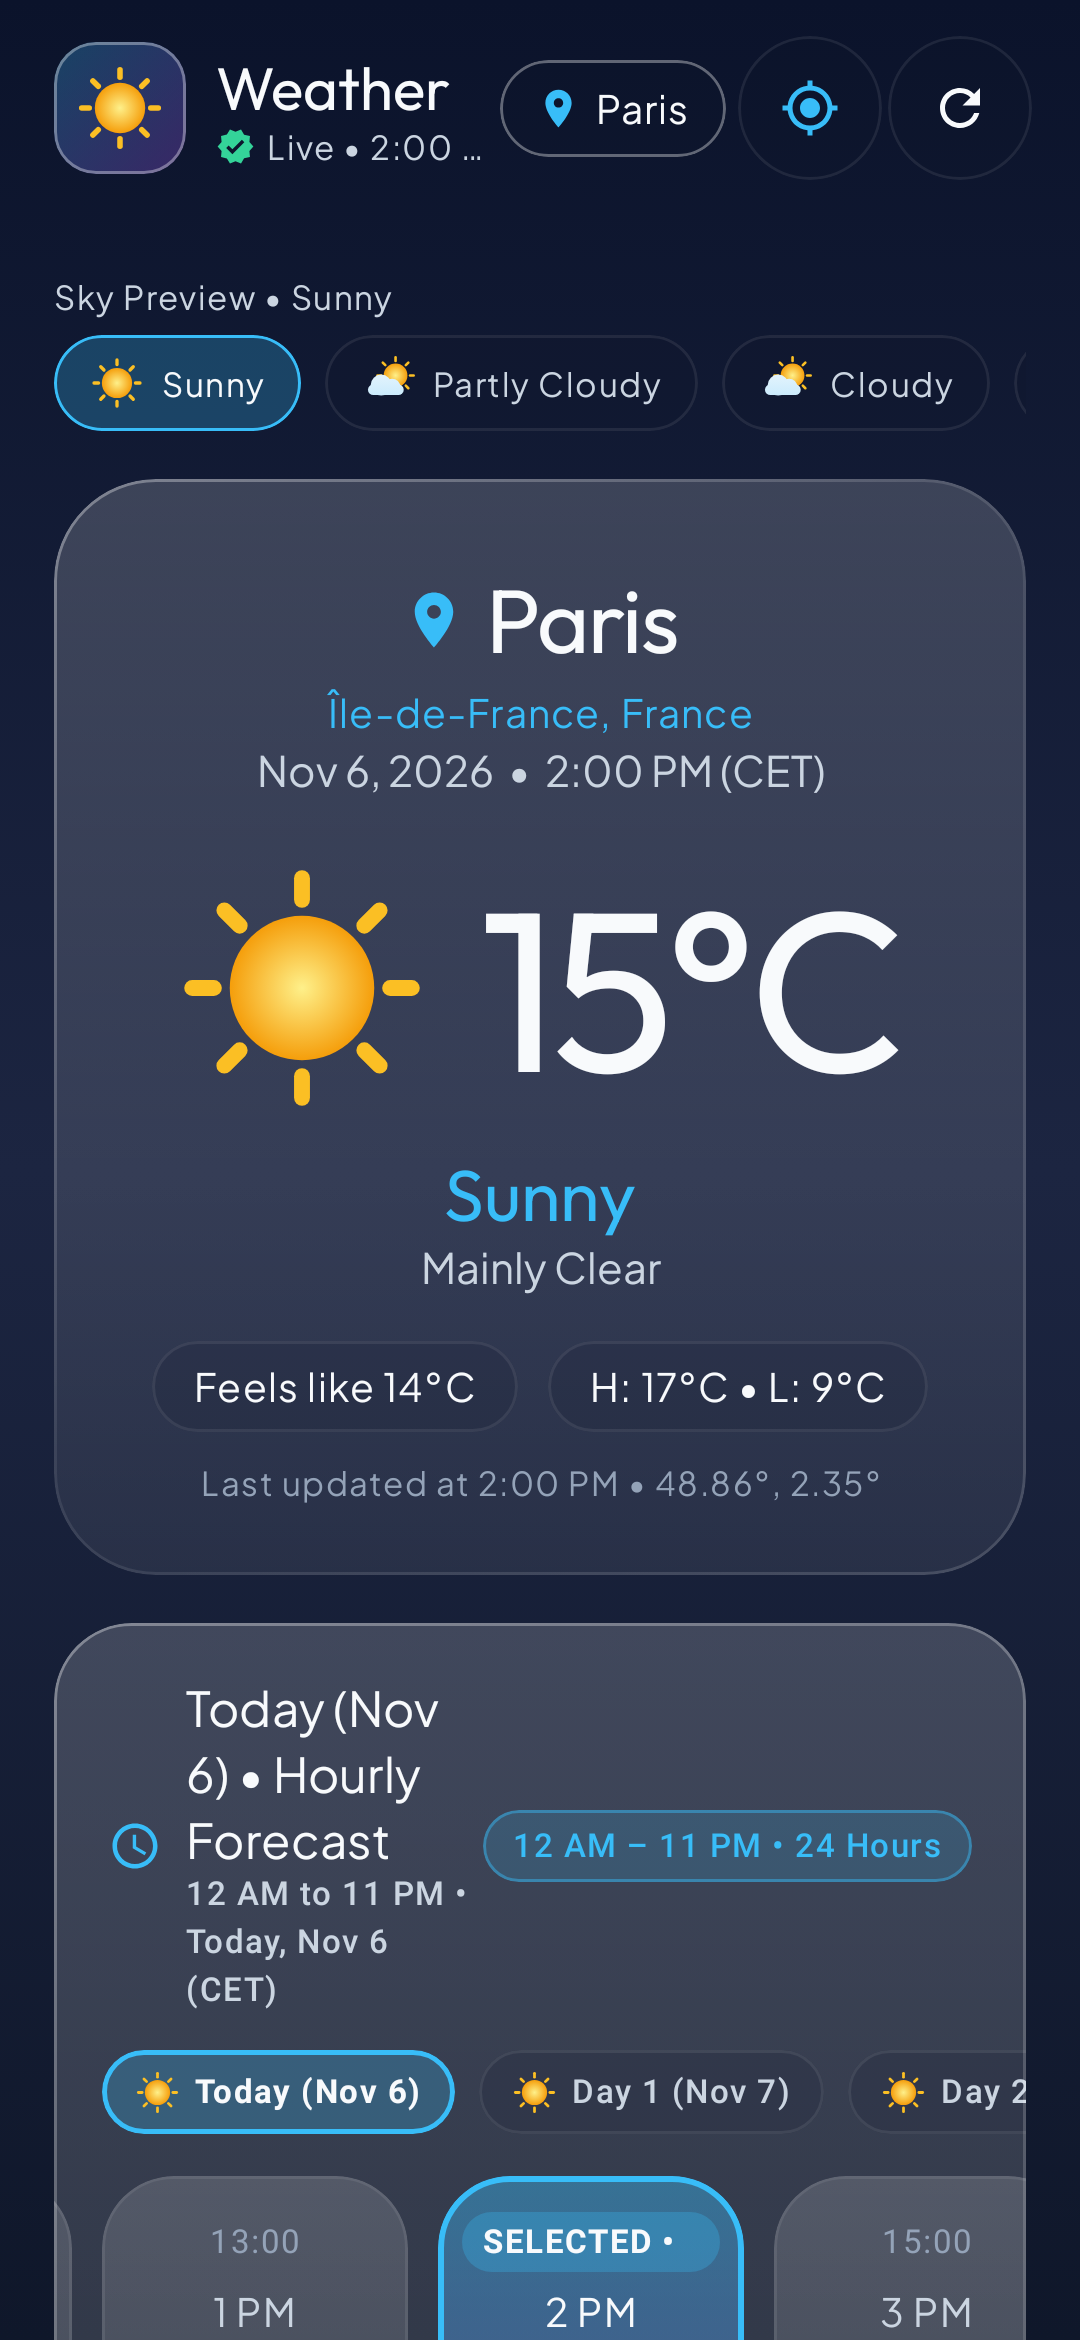 Weather
Live • 2:00 ...
Paris
Sky Preview • Sunny
Sunny
Partly Cloudy
Cloudy
Paris
Île-de-France, France
Nov 6, 2026 • 2:00 PM (CET)
15°C
Sunny
Mainly Clear
Feels like 14°C
H: 17°C • L: 9°C
Last updated at 2:00 PM • 48.86°, 2.35°
Today (Nov
6) • Hourly
Forecast
12 AM to 11 PM •
Today, Nov 6
(CET)
12 AM – 11 PM • 24 Hours
Today (Nov 6)
Day 1 (Nov 7)
Day 2
13:00
1 PM
SELECTED •
2 PM
15:00
3 PM